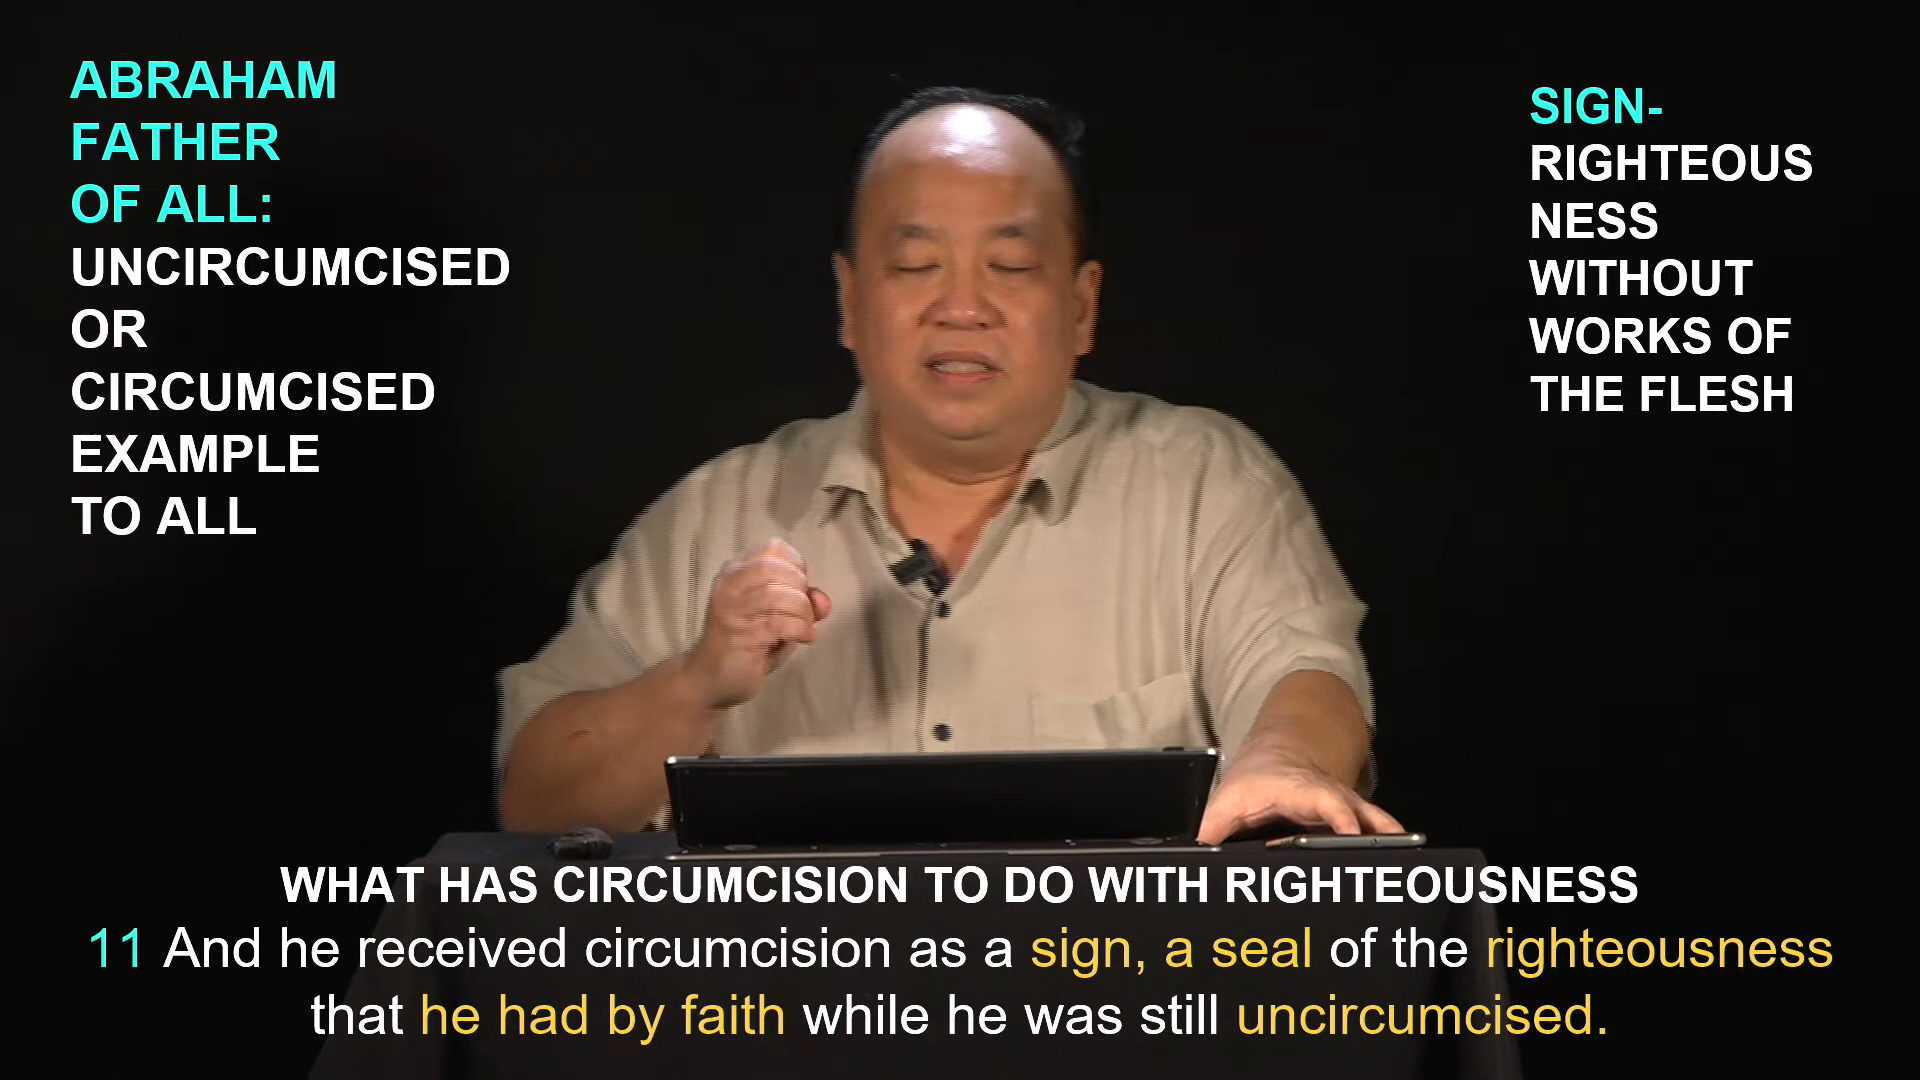 ABRAHAM
FATHER
OF ALL:
UNCIRCUMCISED
OR
CIRCUMCISED
EXAMPLE
TO ALL
SIGN-
RIGHTEOUS
NESS
WITHOUT
WORKS OF
THE FLESH
WHAT HAS CIRCUMCISION TO DO WITH RIGHTEOUSNESS
11 And he received circumcision as a sign, a seal of the righteousness
that he had by faith while he was still uncircumcised.